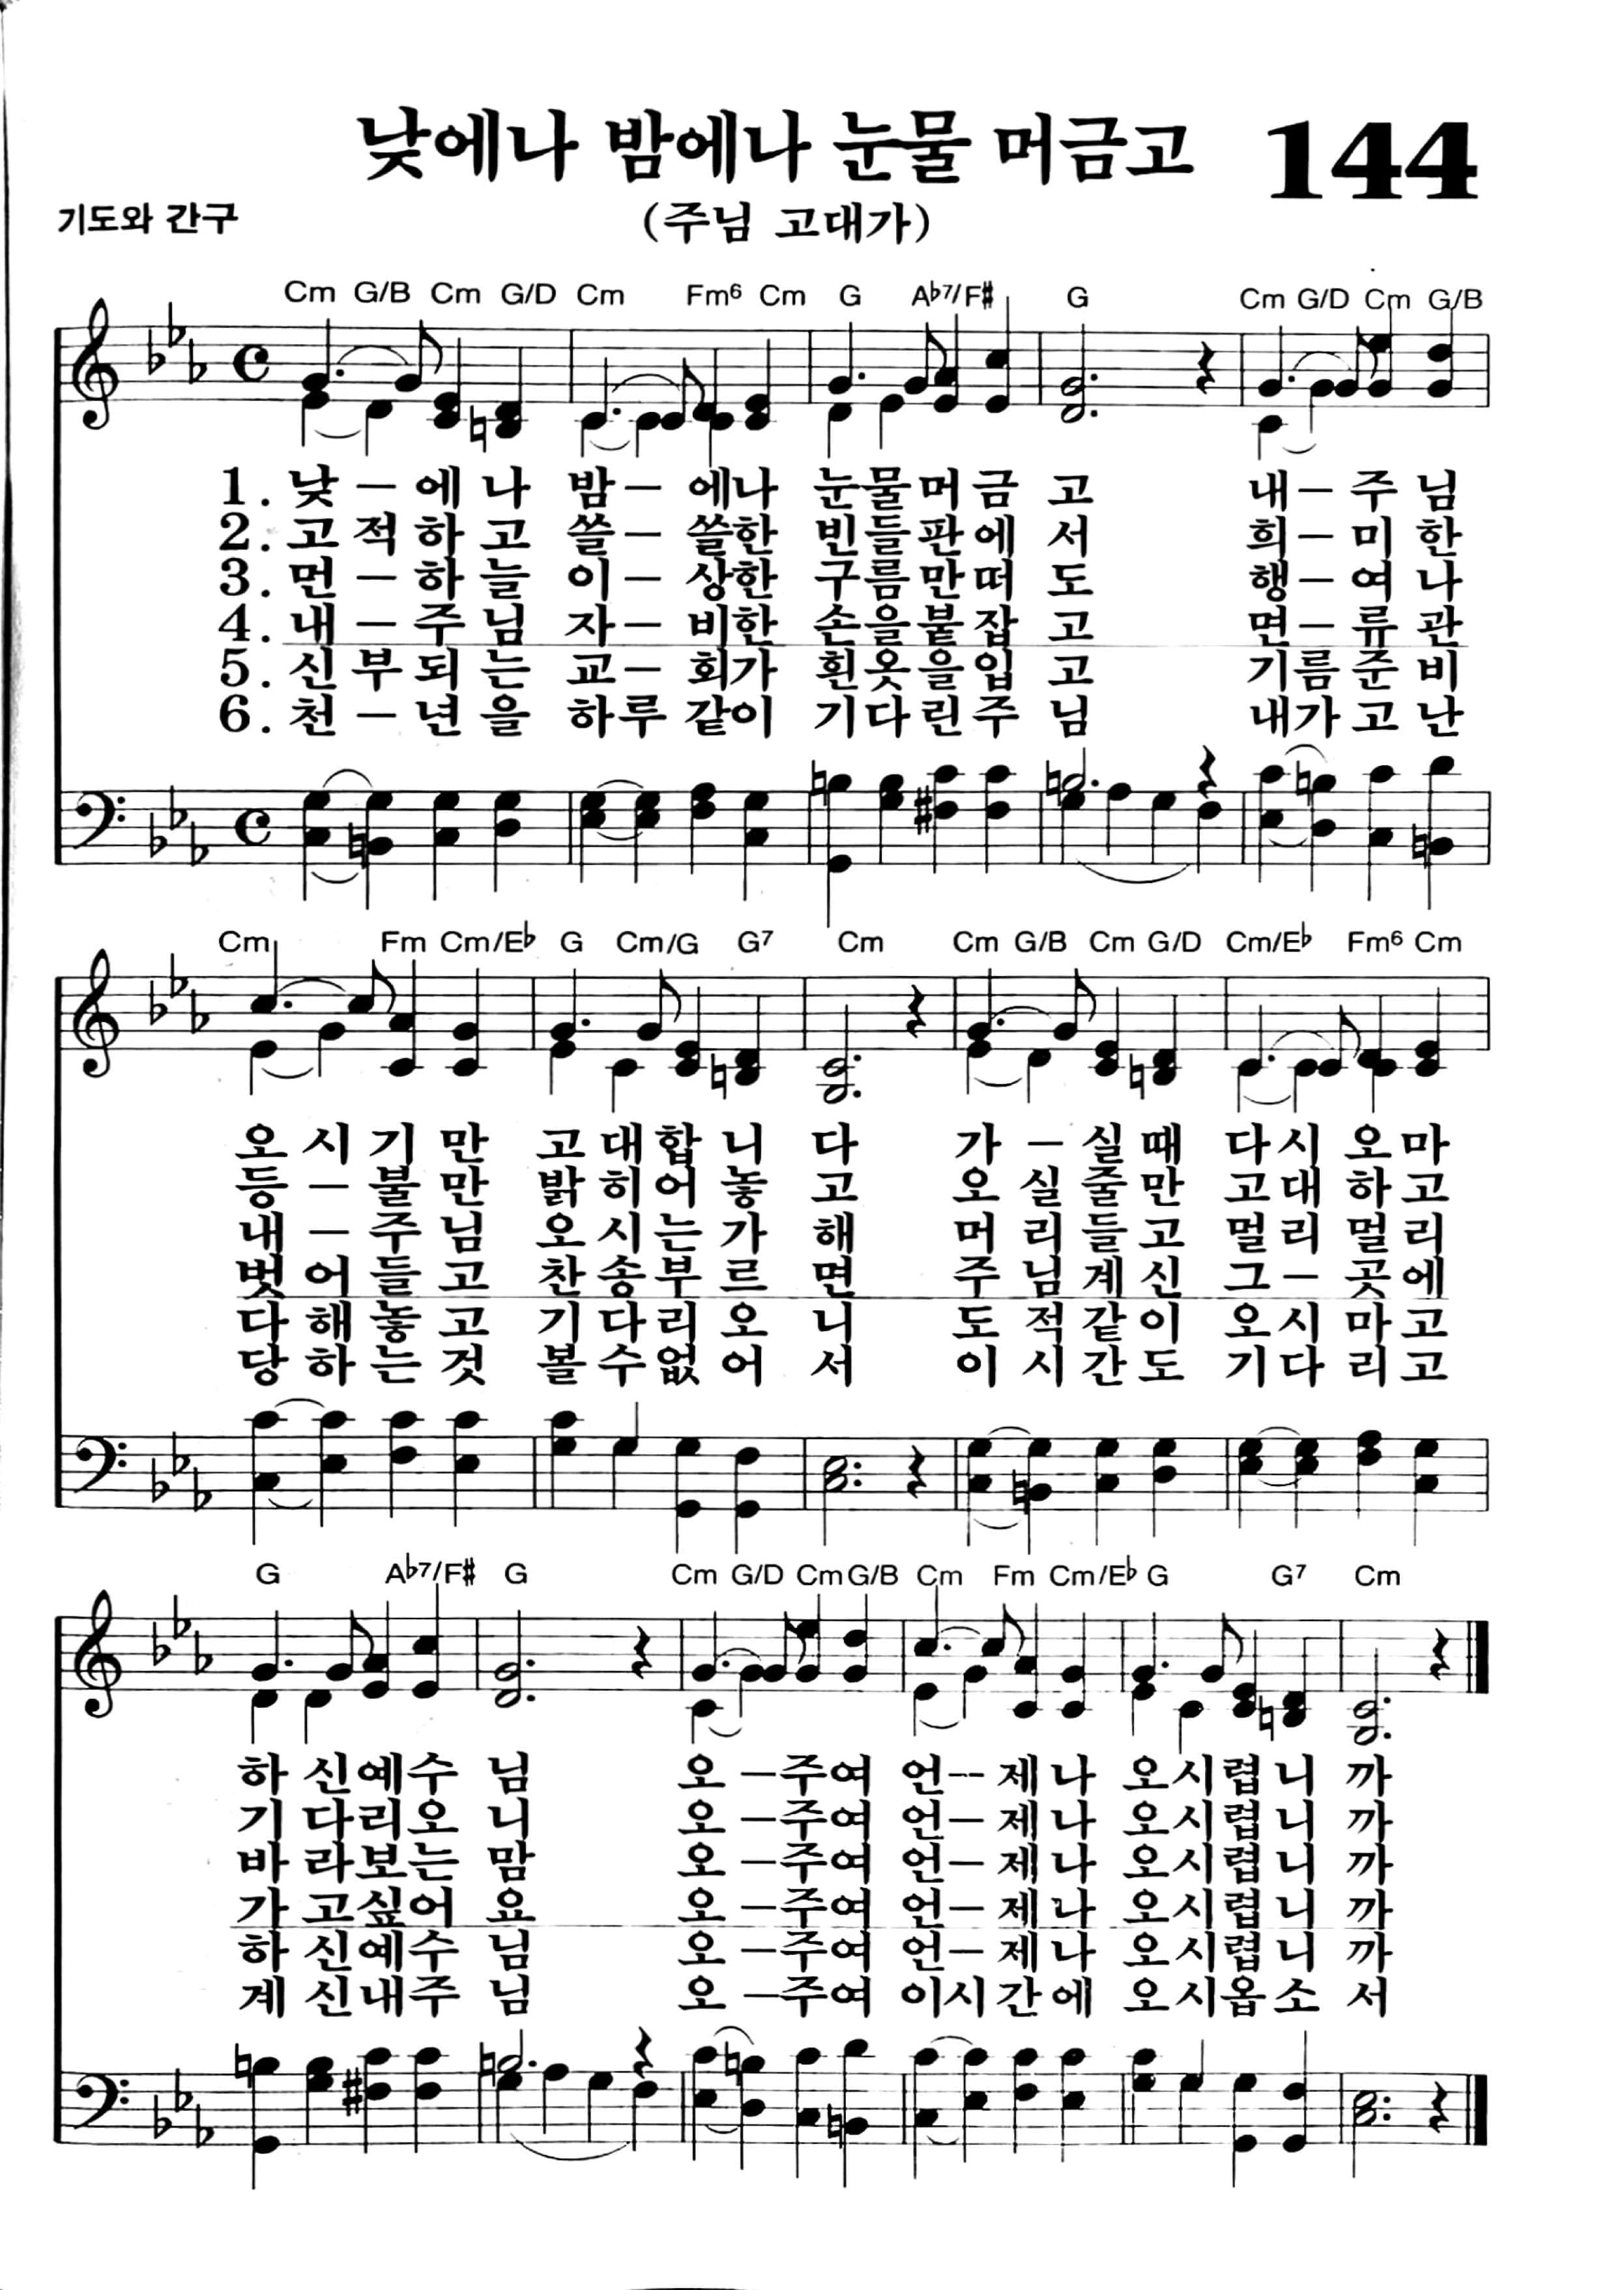 낮에나 밤에나 눈물 머금고 144
기도와 간구 (주님 고대가)
Cm G/B Cm G/D Cm Fm6 Cm G Ab7/F# G Cm G/D Cm G/B
1. 낮 - 에 나 밤 - 에나 눈물머금 고 내 - 주 님
2. 고 적 하 고 쓸 - 쓸한 빈들판에 서 희 - 미 한
3. 먼 - 하 늘 이 - 상한 구름만떠 도 행 - 여 나
4. 내 - 주 님 자 - 비한 손을붙잡 고 면 - 류 관
5. 신 부 되 는 교 - 회가 흰옷을입 고 기름 준 비
6. 천 - 년 을 하루 같이 기다린주 님 내가 고 난
Cm Fm Cm/Eb G Cm/G G7 Cm Cm G/B Cm G/D Cm/Eb Fm6 Cm
오 시 기 만 고 대 합 니 다 가 - 실 때 다 시 오 마
등 - 불 만 밝 히 어 놓 고 오 실 줄 만 고 대 하 고
내 - 주 님 오 시 는 가 해 머 리 들 고 멀 리 멀 리
벗 어 들 고 찬 송 부 르 면 주 님 계 신 그 - 곳 에
다 해 놓 고 기 다 리 오 니 도 적 같 이 오 시 마 고
당 하 는 것 볼 수 없 어 서 이 시 간 도 기 다 리 고
G Ab7/F# G Cm G/D Cm G/B Cm Fm Cm/Eb G G7 Cm
하 신 예 수 님 오 - 주여 언 -- 제 나 오시렵 니 까
기 다 리 오 니 오 - 주여 언 - 제 나 오시렵 니 까
바 라 보 는 맘 오 - 주여 언 - 제 나 오시렵 니 까
가 고 싶 어 요 오 - 주여 언 - 제 나 오시렵 니 까
하 신 예 수 님 오 - 주여 언 - 제 나 오시렵 니 까
계 신 내 주 님 오 - 주여 이시 간 에 오시옵 소 서